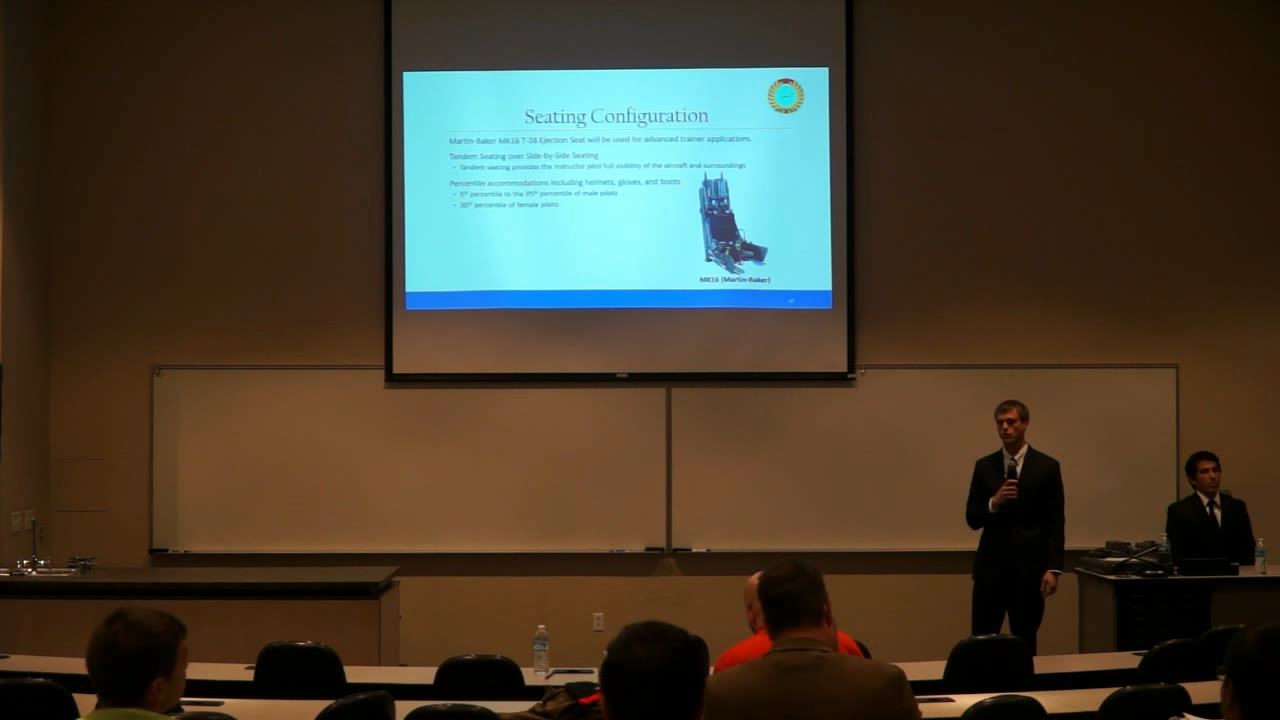 Seating Configuration
Martin-Baker MK16 T-38 Ejection Seat will be used for advanced trainer applications.
Tandem Seating over Side-by-Side Seating
• Tandem seating provides the instructor pilot full visibility of the aircraft and surroundings
Percentile accommodations including helmets, gloves, and boots
• 5th percentile to the 95th percentile of male pilots
• 30th percentile of female pilots
MK16 (Martin-Baker)